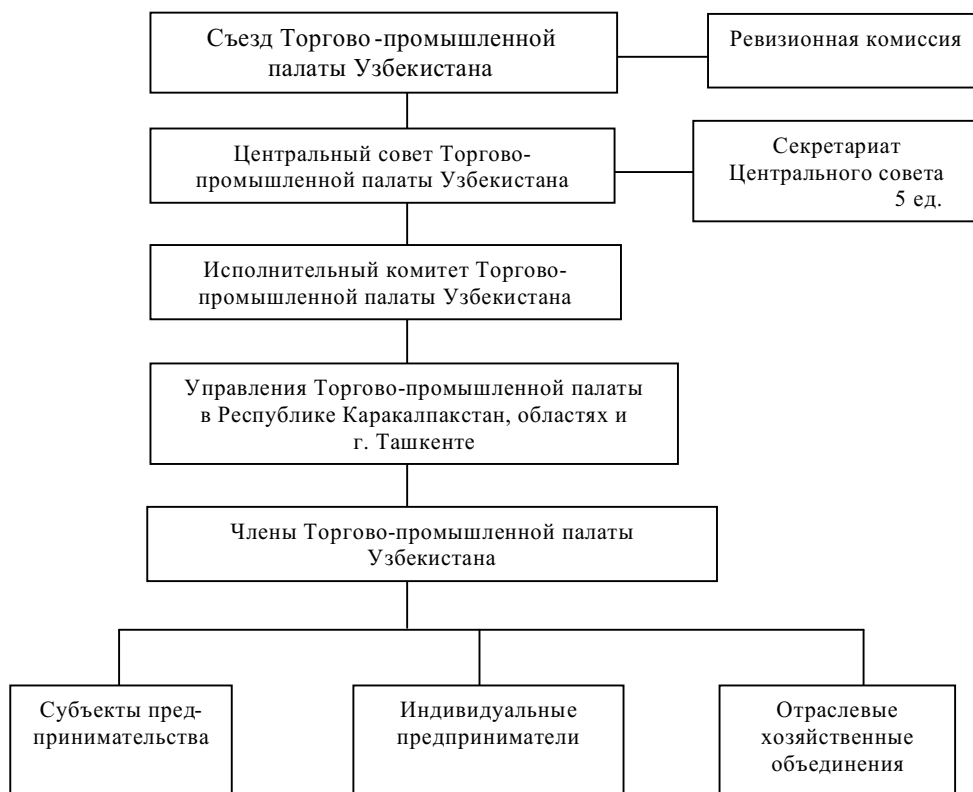 Съезд Торгово-промышленной
палаты Узбекистана
Ревизионная комиссия
Центральный совет Торгово-
промышленной палаты Узбекистана
Секретариат
Центрального совета
5 ед.
Исполнительный комитет Торгово-
промышленной палаты Узбекистана
Управления Торгово-промышленной палаты
в Республике Каракалпакстан, областях и
г. Ташкенте
Члены Торгово-промышленной палаты
Узбекистана
Субъекты пред-
принимательства
Индивидуальные
предприниматели
Отраслевые
хозяйственные
объединения